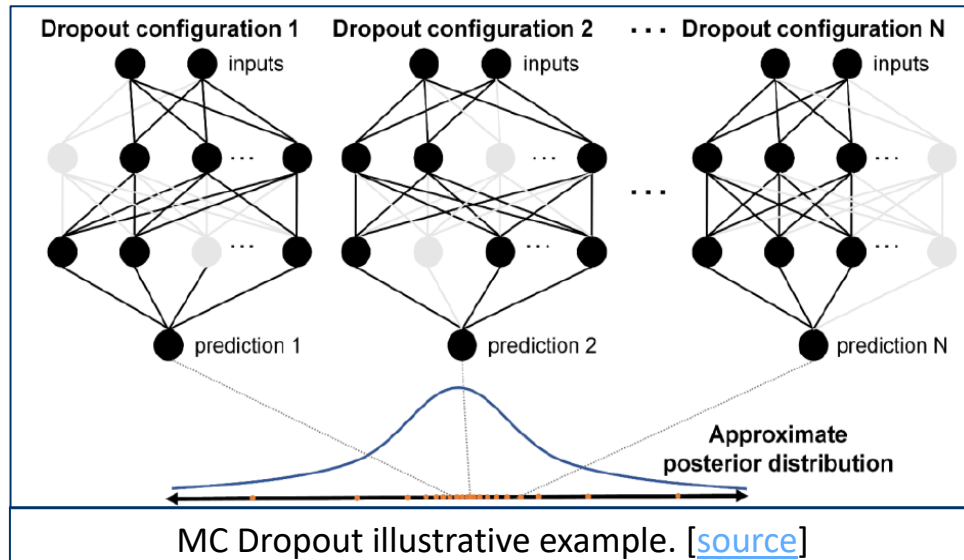 Dropout configuration 1 Dropout configuration 2 ... Dropout configuration N
inputs inputs inputs
... ... ...
...
... ... ...
prediction 1 prediction 2 prediction N
Approximate
posterior distribution
MC Dropout illustrative example. [source]